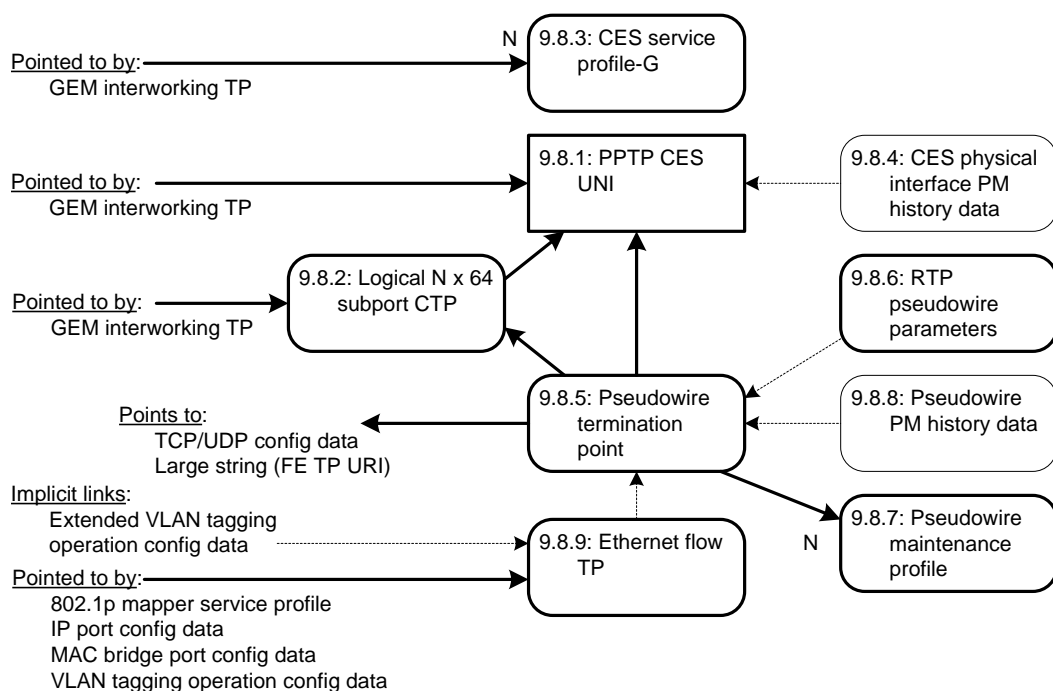 N
9.8.3: CES service
profile-G
Pointed to by:
GEM interworking TP
9.8.1: PPTP CES
UNI
9.8.4: CES physical
interface PM
history data
Pointed to by:
GEM interworking TP
9.8.2: Logical N x 64
subport CTP
9.8.6: RTP
pseudowire
parameters
Pointed to by:
GEM interworking TP
9.8.5: Pseudowire
termination
point
9.8.8: Pseudowire
PM history data
Points to:
TCP/UDP config data
Large string (FE TP URI)
Implicit links:
Extended VLAN tagging
operation config data
9.8.9: Ethernet flow
TP
N
9.8.7: Pseudowire
maintenance
profile
Pointed to by:
802.1p mapper service profile
IP port config data
MAC bridge port config data
VLAN tagging operation config data